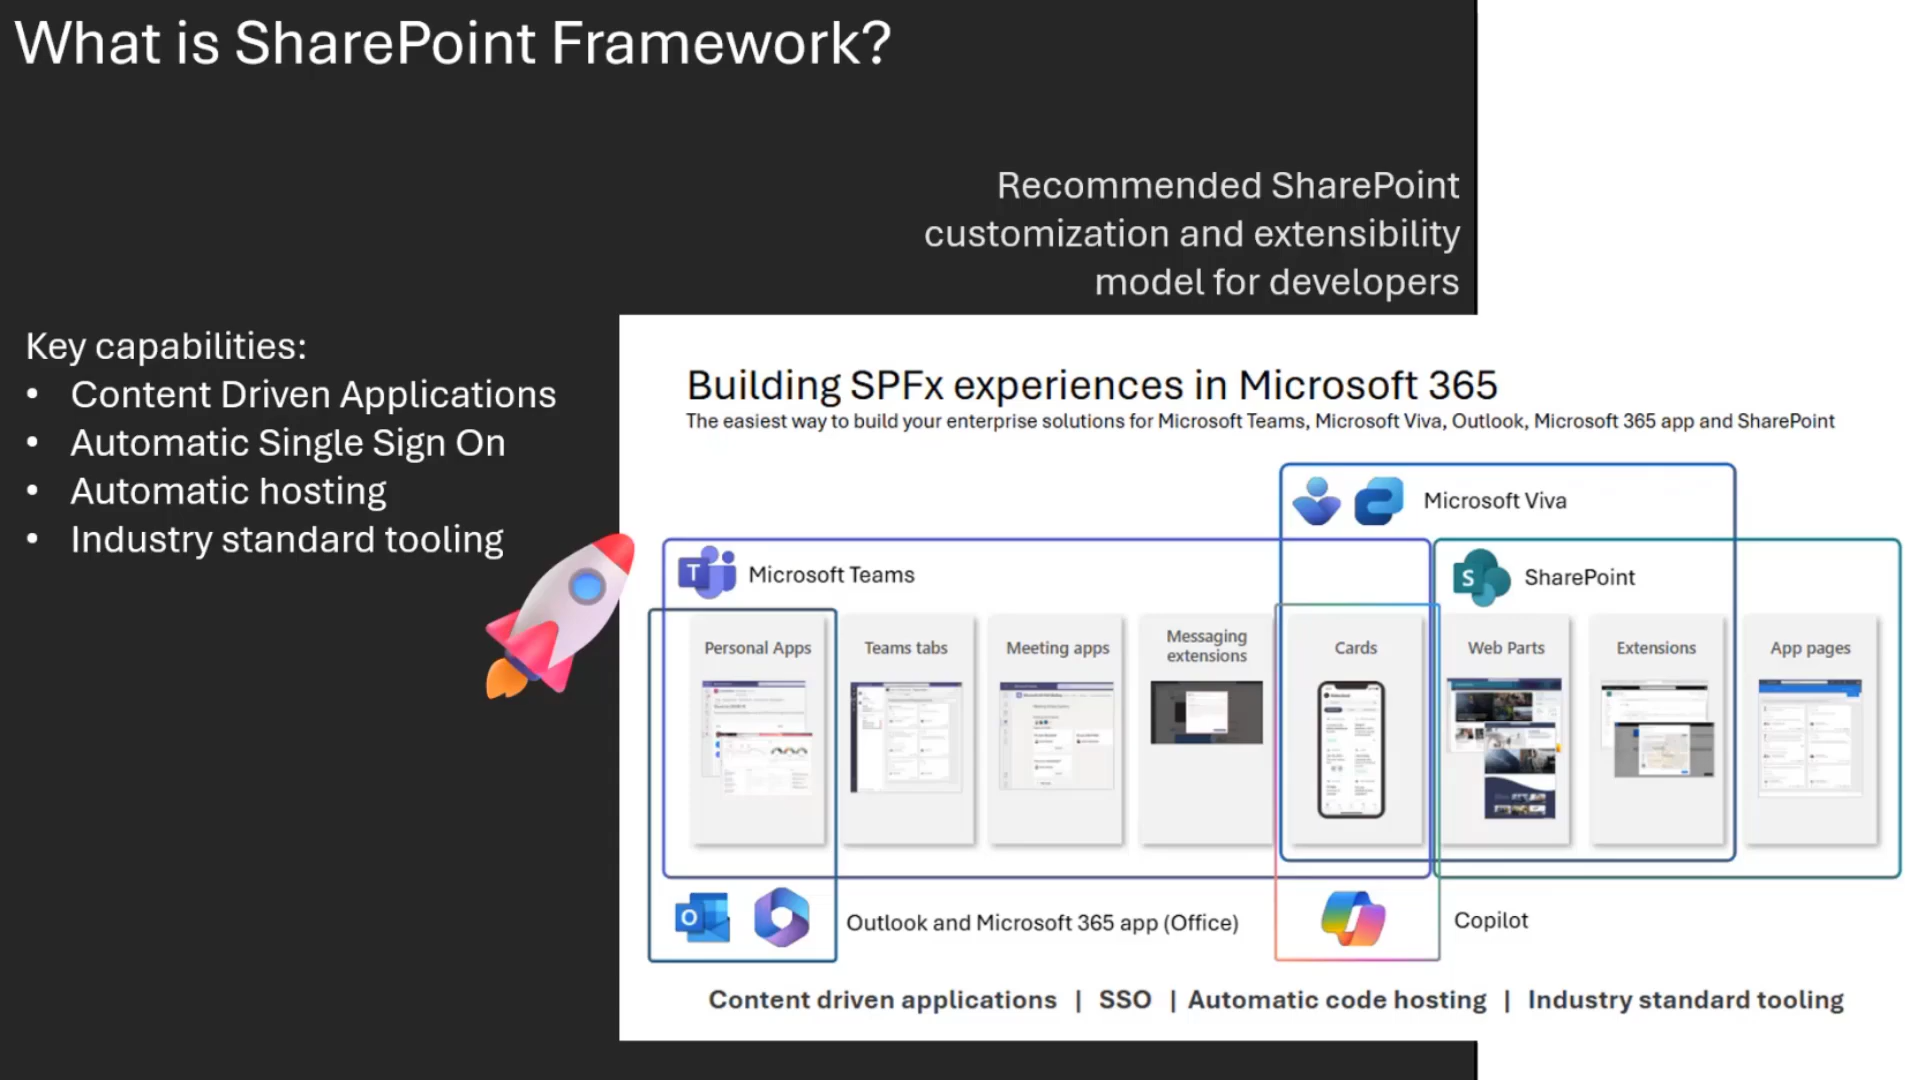 What is SharePoint Framework?
Recommended SharePoint
customization and extensibility
model for developers
Key capabilities:
• Content Driven Applications
• Automatic Single Sign On
• Automatic hosting
• Industry standard tooling
Building SPFx experiences in Microsoft 365
The easiest way to build your enterprise solutions for Microsoft Teams, Microsoft Viva, Outlook, Microsoft 365 app and SharePoint
Microsoft Viva
T Microsoft Teams
S SharePoint
Personal Apps
Teams tabs
Meeting apps
Messaging
extensions
Cards
Web Parts
Extensions
App pages
O Outlook and Microsoft 365 app (Office)
Copilot
Content driven applications | SSO | Automatic code hosting | Industry standard tooling